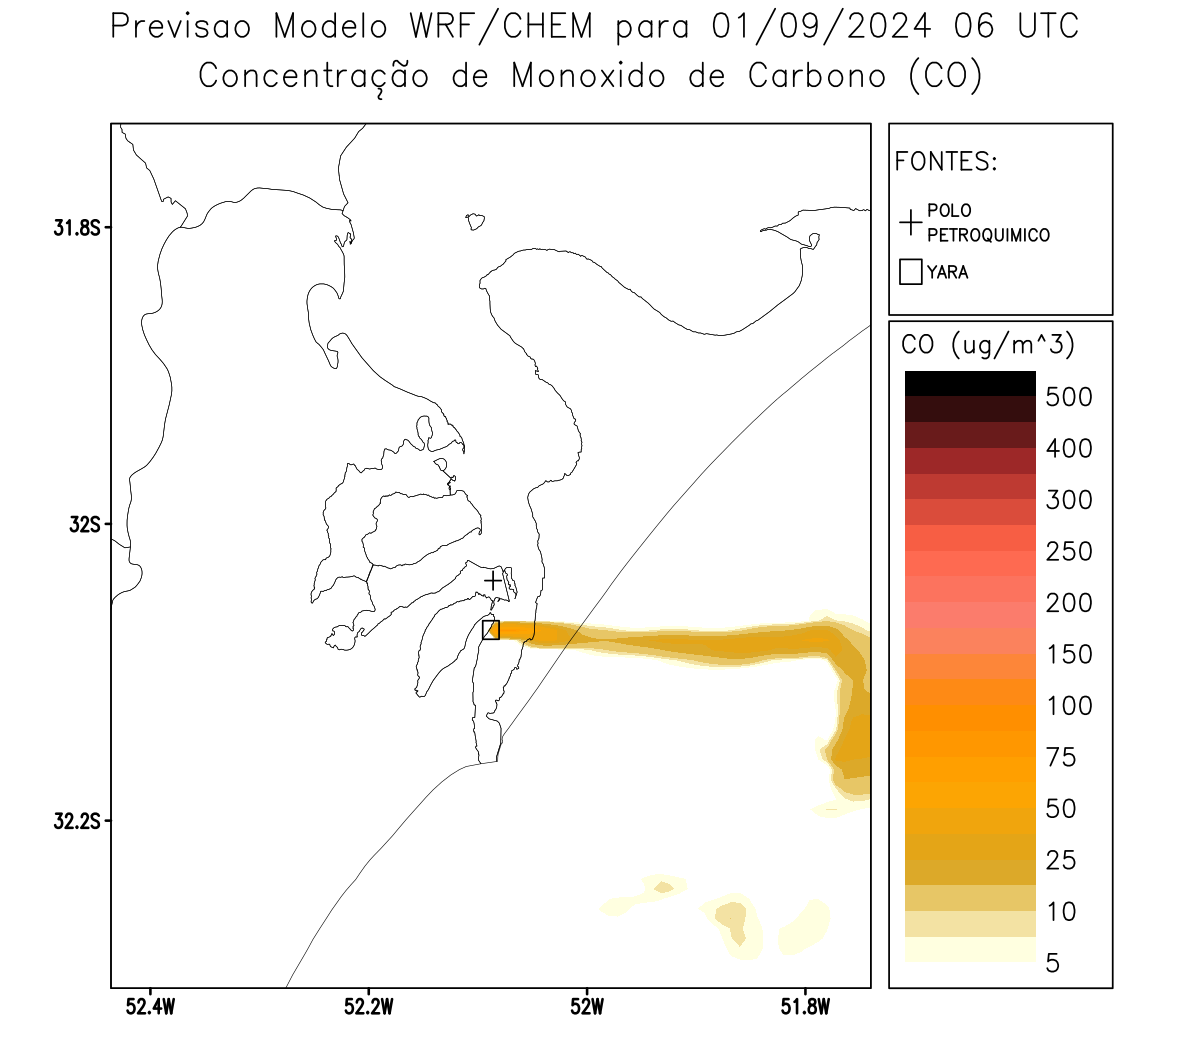 Previsao Modelo WRF/CHEM para 01/09/2024 06 UTC
Concentração de Monoxido de Carbono (CO)
FONTES:
POLO
PETROQUIMICO
YARA
CO (ug/m^3)
500
400
300
250
200
150
100
75
50
25
10
5
31.8S
32S
32.2S
52.4W
52.2W
52W
51.8W